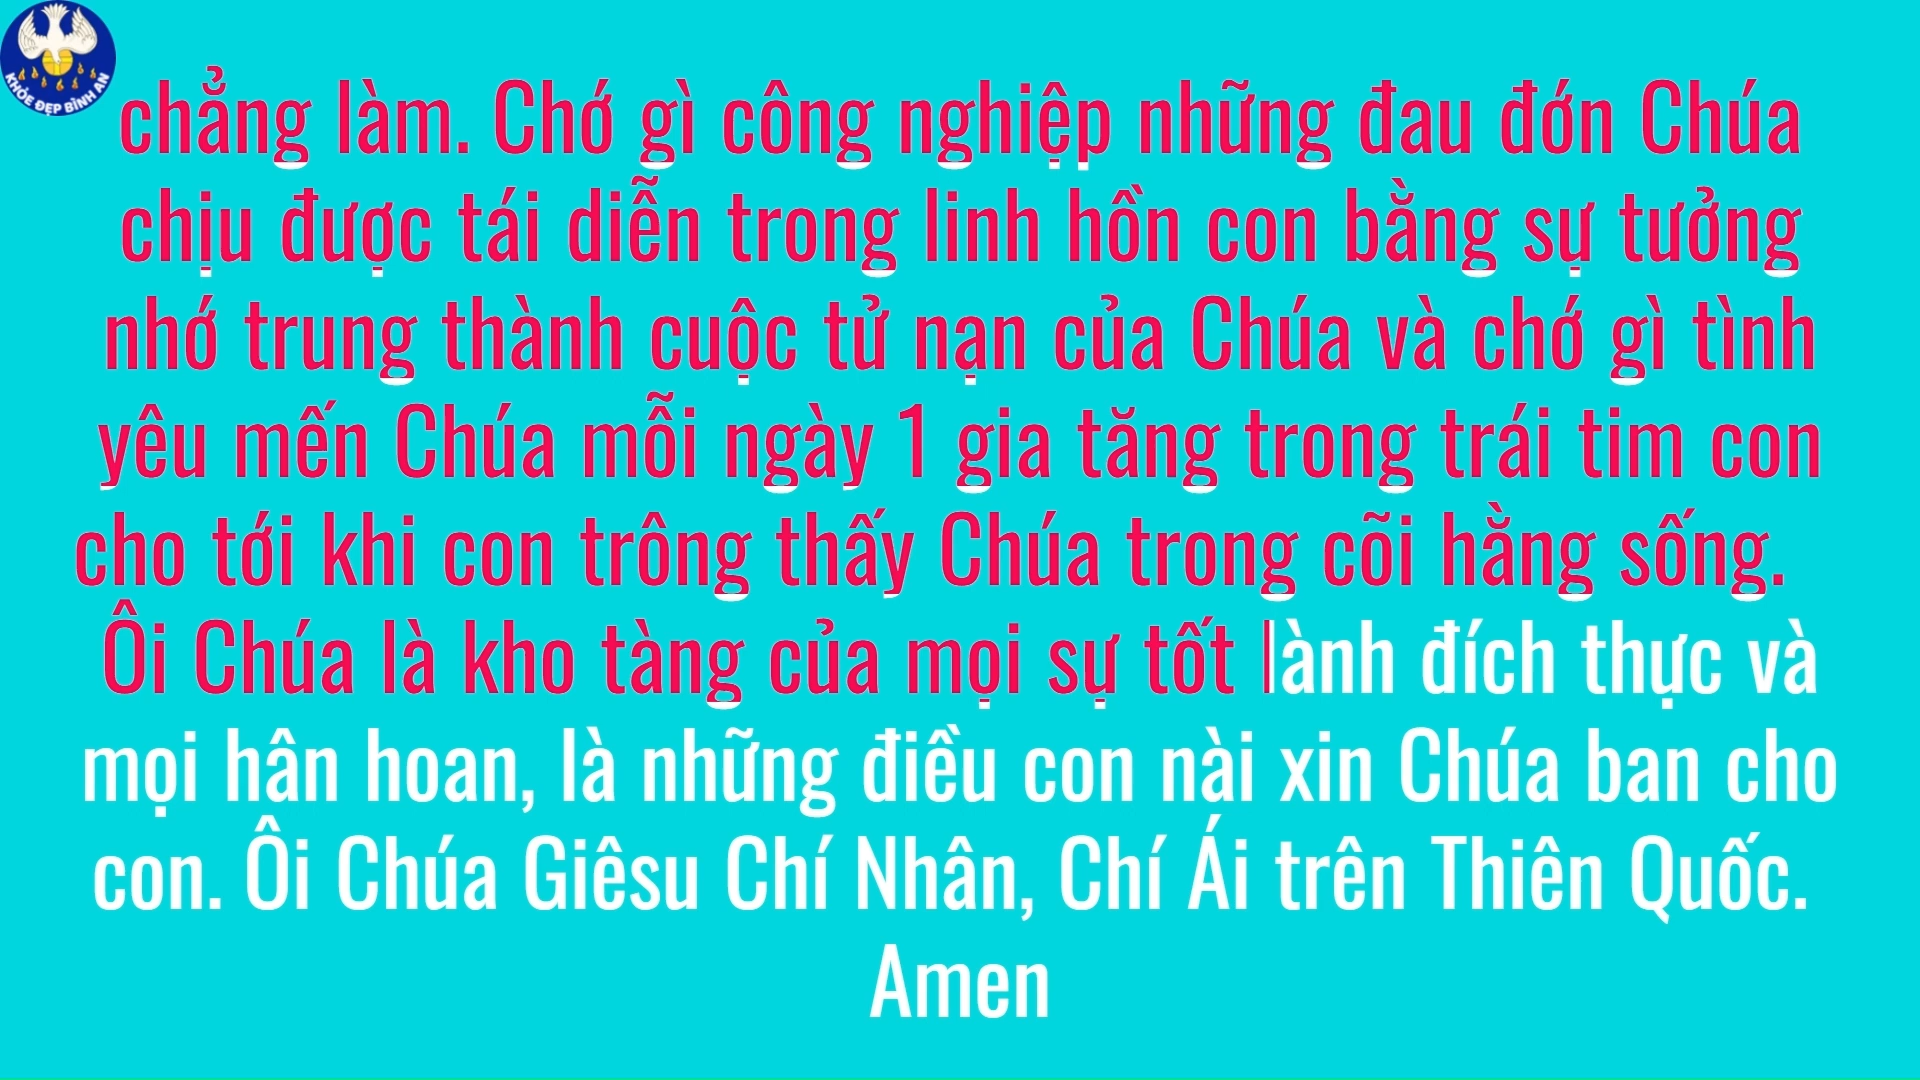 KHỎE ĐẸP BÌNH AN
chẳng làm. Chớ gì công nghiệp những đau đớn Chúa
chịu được tái diễn trong linh hồn con bằng sự tưởng
nhớ trung thành cuộc tử nạn của Chúa và chớ gì tình
yêu mến Chúa mỗi ngày 1 gia tăng trong trái tim con
cho tới khi con trông thấy Chúa trong cõi hằng sống.
Ôi Chúa là kho tàng của mọi sự tốt lành đích thực và
mọi hân hoan, là những điều con nài xin Chúa ban cho
con. Ôi Chúa Giêsu Chí Nhân, Chí Ái trên Thiên Quốc.
Amen